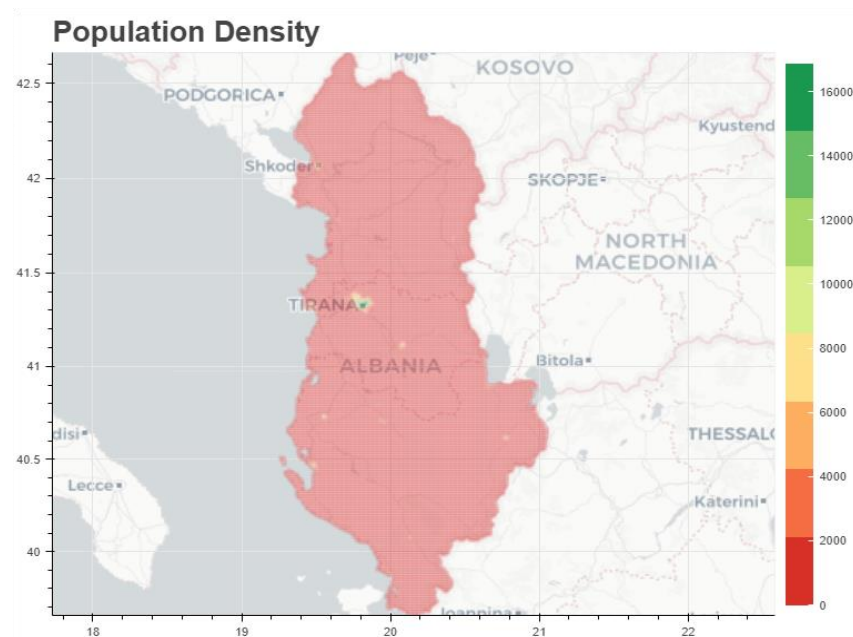 Population Density
Peje
KOSOVO
42.5
PODGORICA
16000
Kyustend
14000
Shkoder
42
SKOPJE
12000
NORTH
MACEDONIA
41.5
10000
TIRANA
8000
Bitola
41
ALBANIA
6000
disi
THESSAL
40.5
4000
Lecce
Katerini
2000
40
Ioannina
0
18
19
20
21
22